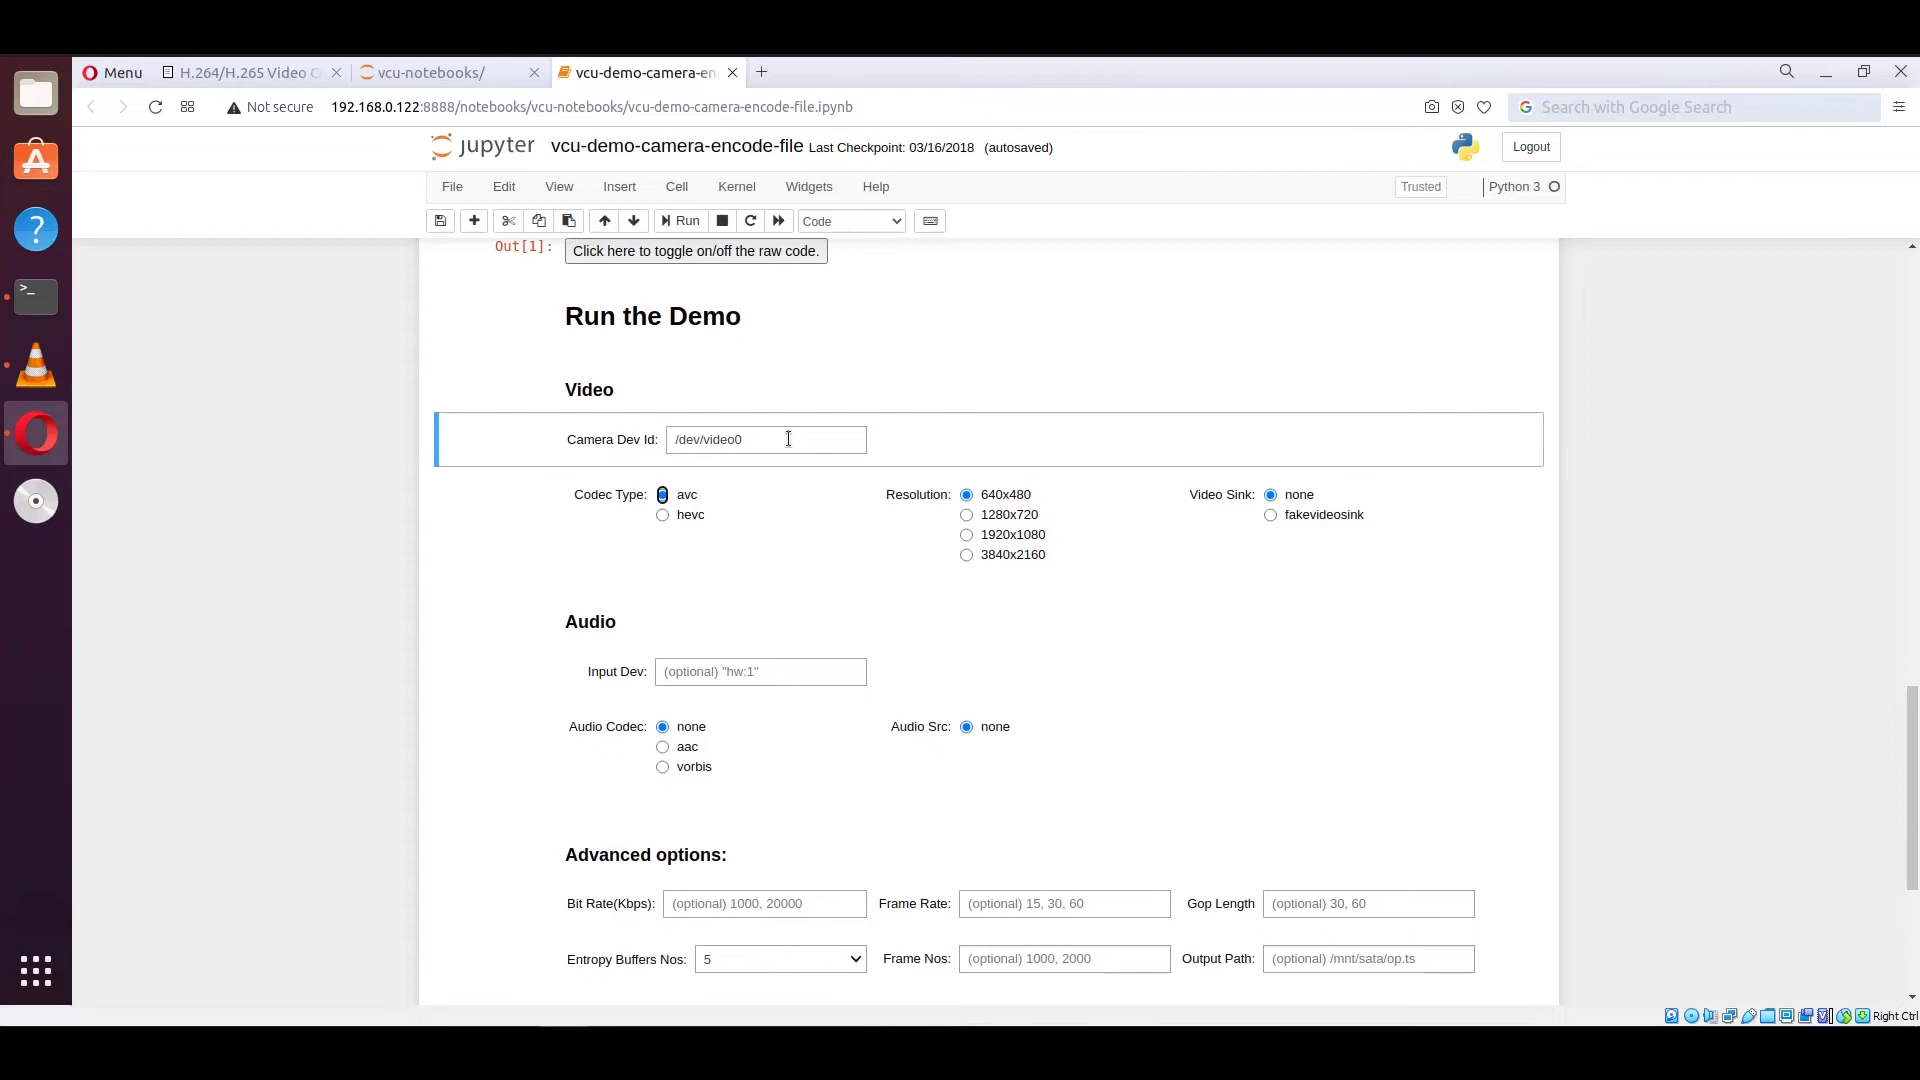 Menu
H.264/H.265 Video C
vcu-notebooks/
vcu-demo-camera-en
Not secure
192.168.0.122:8888/notebooks/vcu-notebooks/vcu-demo-camera-encode-file.ipynb
Search with Google Search
jupyter vcu-demo-camera-encode-file Last Checkpoint: 03/16/2018 (autosaved)
Logout
File Edit View Insert Cell Kernel Widgets Help
Trusted
Python 3
Run
Code
Out[1]:
Click here to toggle on/off the raw code.
Run the Demo
Video
Camera Dev Id: /dev/video0
Codec Type: avc Resolution: 640x480 Video Sink: none
hevc 1280x720 fakevideosink
1920x1080
3840x2160
Audio
Input Dev: (optional) "hw:1"
Audio Codec: none Audio Src: none
aac
vorbis
Advanced options:
Bit Rate(Kbps): (optional) 1000, 20000 Frame Rate: (optional) 15, 30, 60 Gop Length (optional) 30, 60
Entropy Buffers Nos: 5 Frame Nos: (optional) 1000, 2000 Output Path: (optional) /mnt/sata/op.ts
Right Ctrl